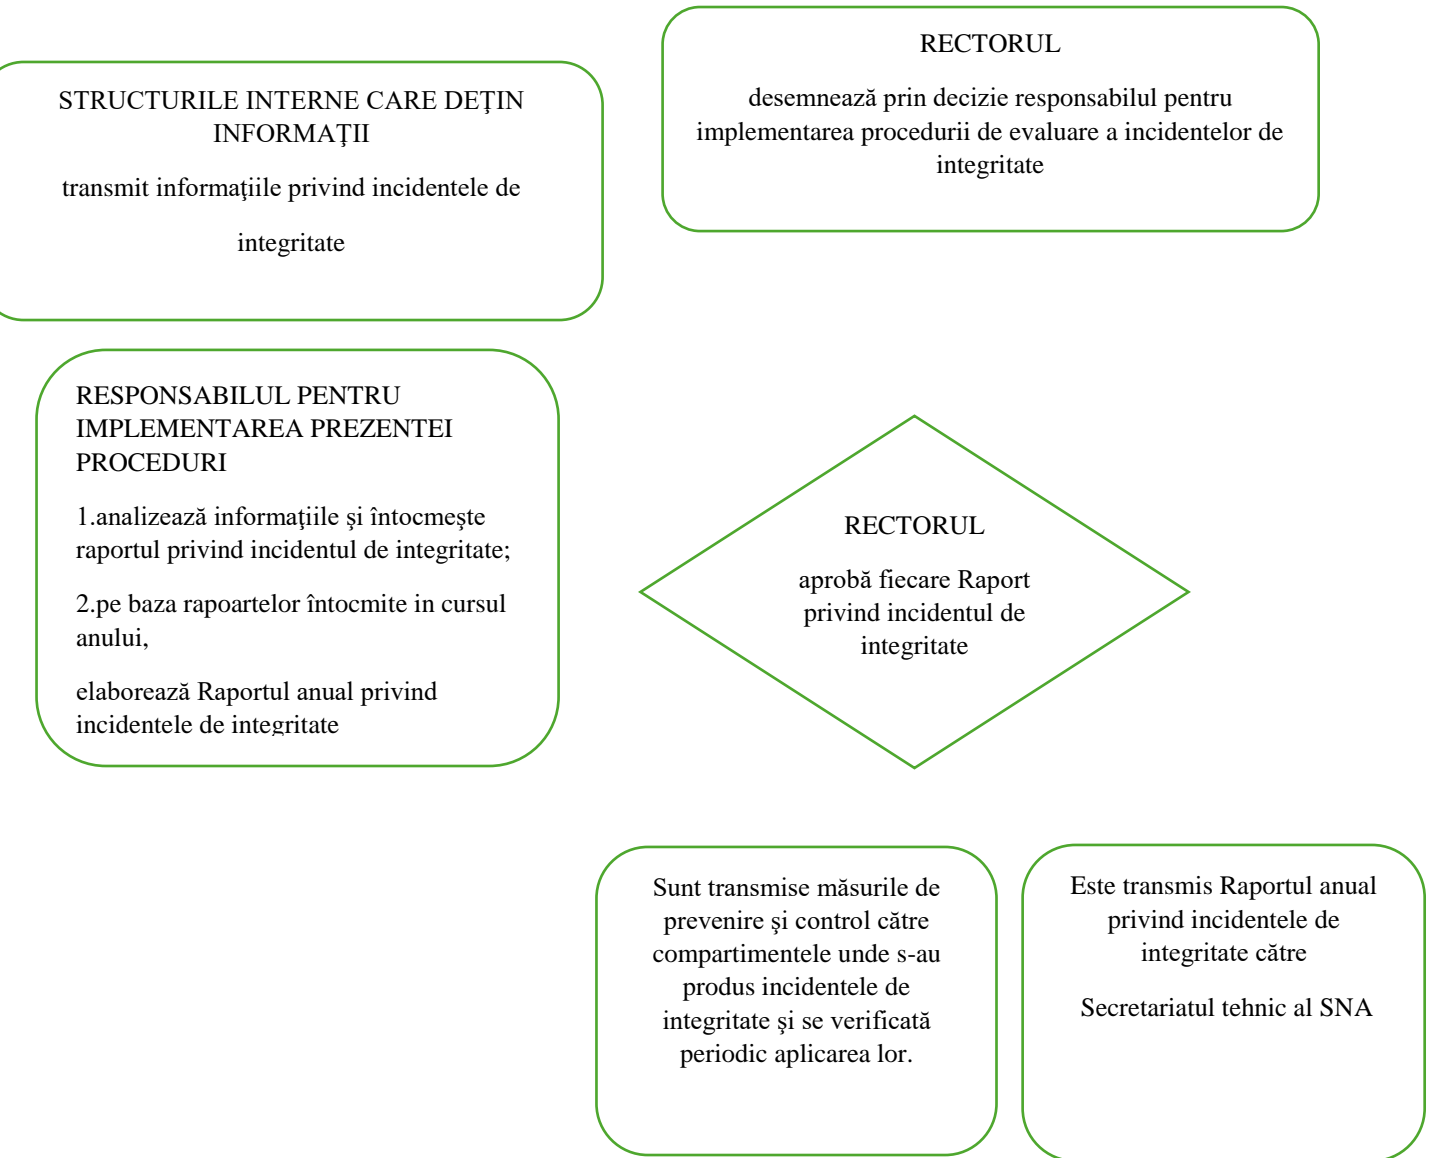 STRUCTURILE INTERNE CARE DEŢIN
INFORMAŢII
transmit informaţiile privind incidentele de
integritate
RECTORUL
desemnează prin decizie responsabilul pentru
implementarea procedurii de evaluare a incidentelor de
integritate
RESPONSABILUL PENTRU
IMPLEMENTAREA PREZENTEI
PROCEDURI
1.analizează informaţiile şi întocmeşte
raportul privind incidentul de integritate;
2.pe baza rapoartelor întocmite in cursul
anului,
elaborează Raportul anual privind
incidentele de integritate
RECTORUL
aprobă fiecare Raport
privind incidentul de
integritate
Sunt transmise măsurile de
prevenire şi control către
compartimentele unde s-au
produs incidentele de
integritate şi se verificată
periodic aplicarea lor.
Este transmis Raportul anual
privind incidentele de
integritate către
Secretariatul tehnic al SNA